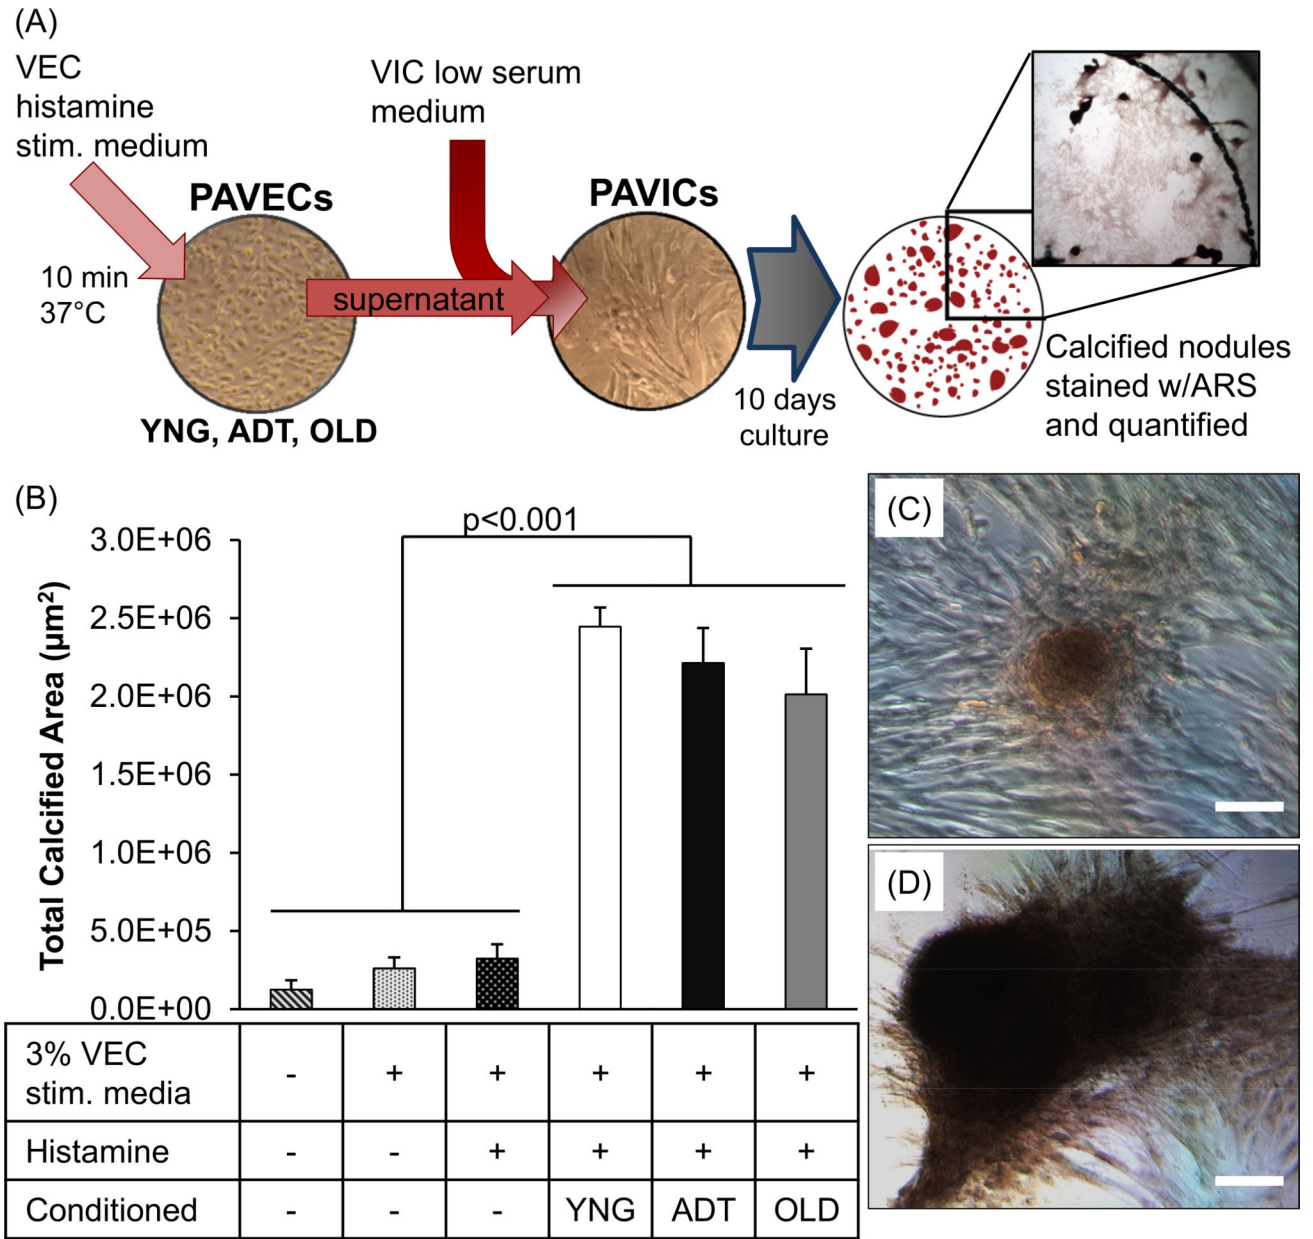 (A)
VEC
histamine
stim. medium
VIC low serum
medium
PAVECs
PAVICs
10 min
37°C
supernatant
YNG, ADT, OLD
10 days
culture
Calcified nodules
stained w/ARS
and quantified
(B)
p<0.001
Total Calcified Area (µm²)
3.0E+06
2.5E+06
2.0E+06
1.5E+06
1.0E+06
5.0E+05
0.0E+00
3% VEC
stim. media
- + + + + +
Histamine - - + + + +
Conditioned - - - YNG ADT OLD
(C)
(D)